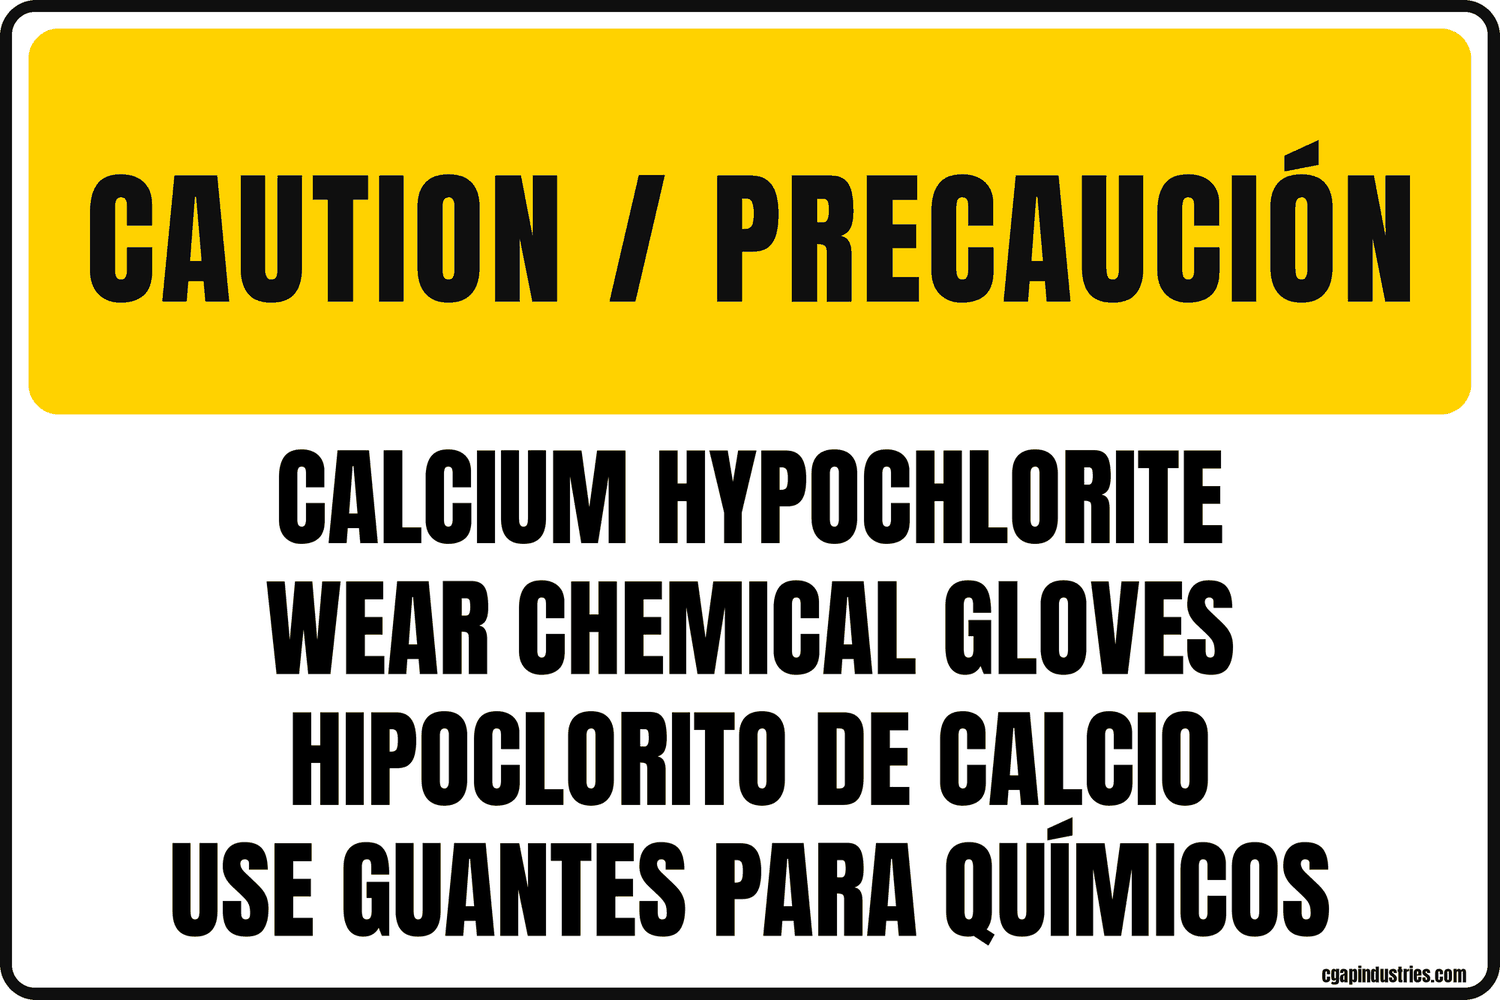 CAUTION / PRECAUCIÓN
CALCIUM HYPOCHLORITE
WEAR CHEMICAL GLOVES
HIPOCLORITO DE CALCIO
USE GUANTES PARA QUÍMICOS
cgapindustries.com